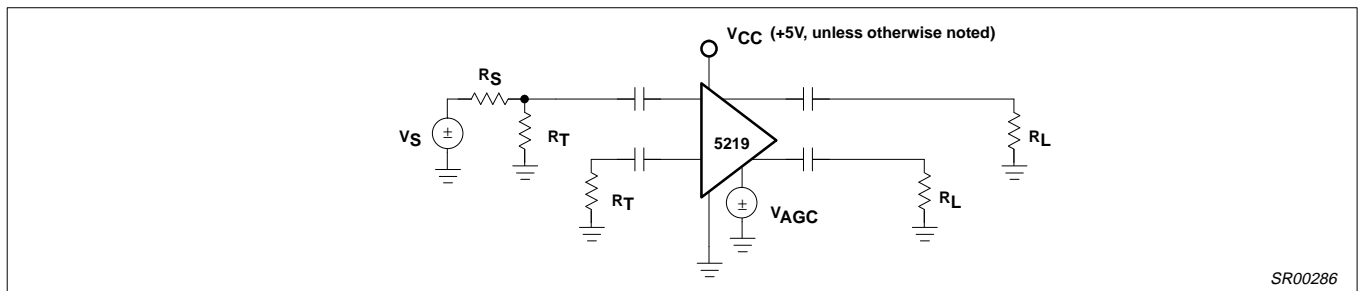 VCC (+5V, unless otherwise noted)
RS
VS
±
RT
5219
RL
RT
±
VAGC
RL
SR00286